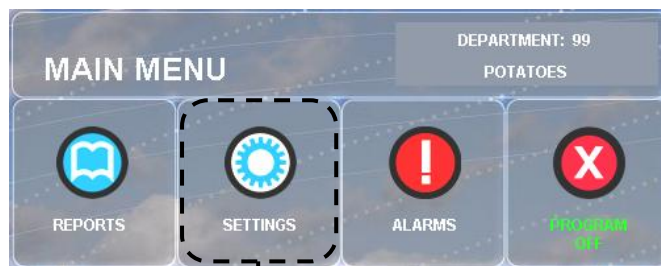 DEPARTMENT: 99
MAIN MENU
POTATOES
REPORTS
SETTINGS
ALARMS
PROGRAM
OFF